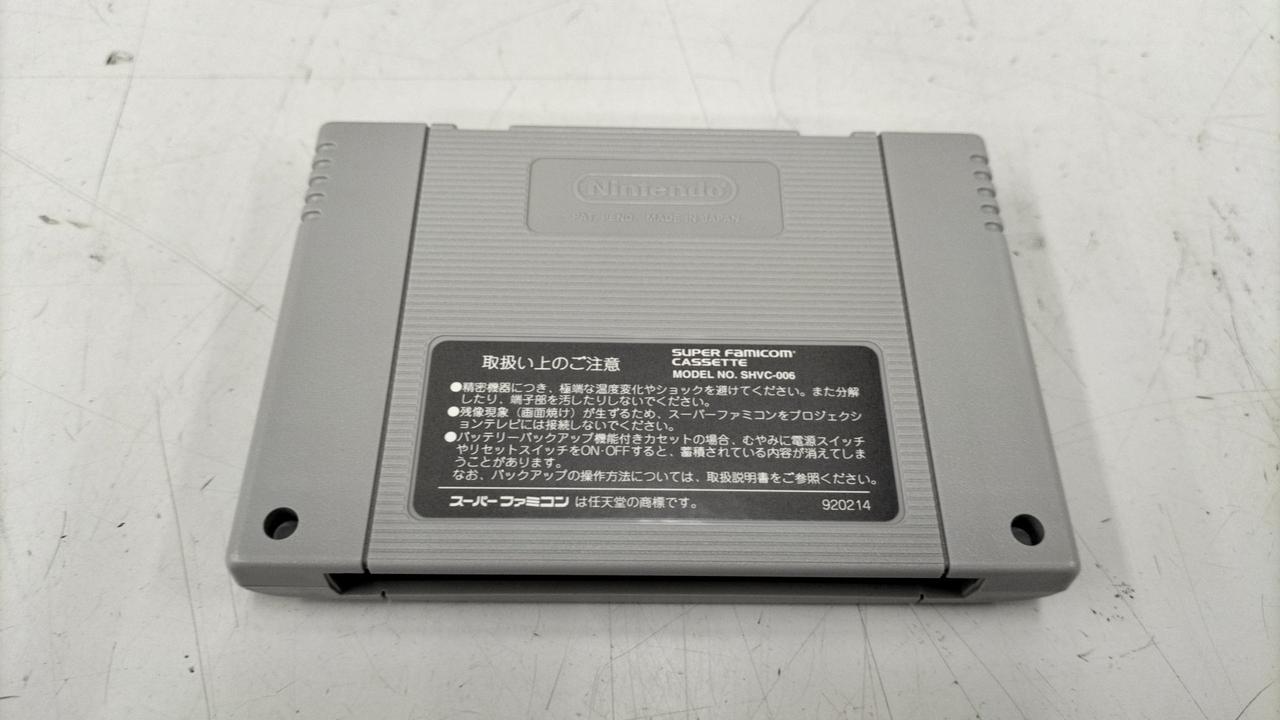 Nintendo
PAT. PEND. MADE IN JAPAN
取扱い上のご注意
SUPER Famicom
CASSETTE
MODEL NO. SHVC-006
●精密機器につき、極端な温度変化やショックを避けてください。また分解
したり、端子部を汚したりしないでください。
●残像現象（画面焼け）が生ずるため、スーパーファミコンをプロジェクシ
ョンテレビには接続しないでください。
●バッテリーバックアップ機能付きカセットの場合、むやみに電源スイッチ
やリセットスイッチをON·OFFすると、蓄積されている内容が消えてしま
うことがあります。
なお、バックアップの操作方法については、取扱説明書をご参照ください。
スーパーファミコン は任天堂の商標です。
920214